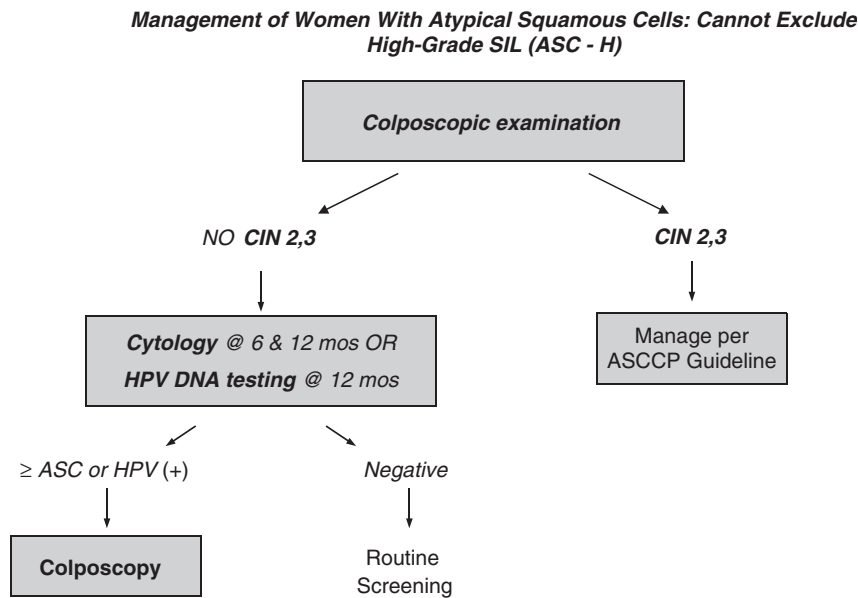 Management of Women With Atypical Squamous Cells: Cannot Exclude
High-Grade SIL (ASC - H)
Colposcopic examination
NO CIN 2,3
CIN 2,3
Cytology @ 6 & 12 mos OR
HPV DNA testing @ 12 mos
Manage per
ASCCP Guideline
≥ ASC or HPV (+)
Negative
Colposcopy
Routine
Screening